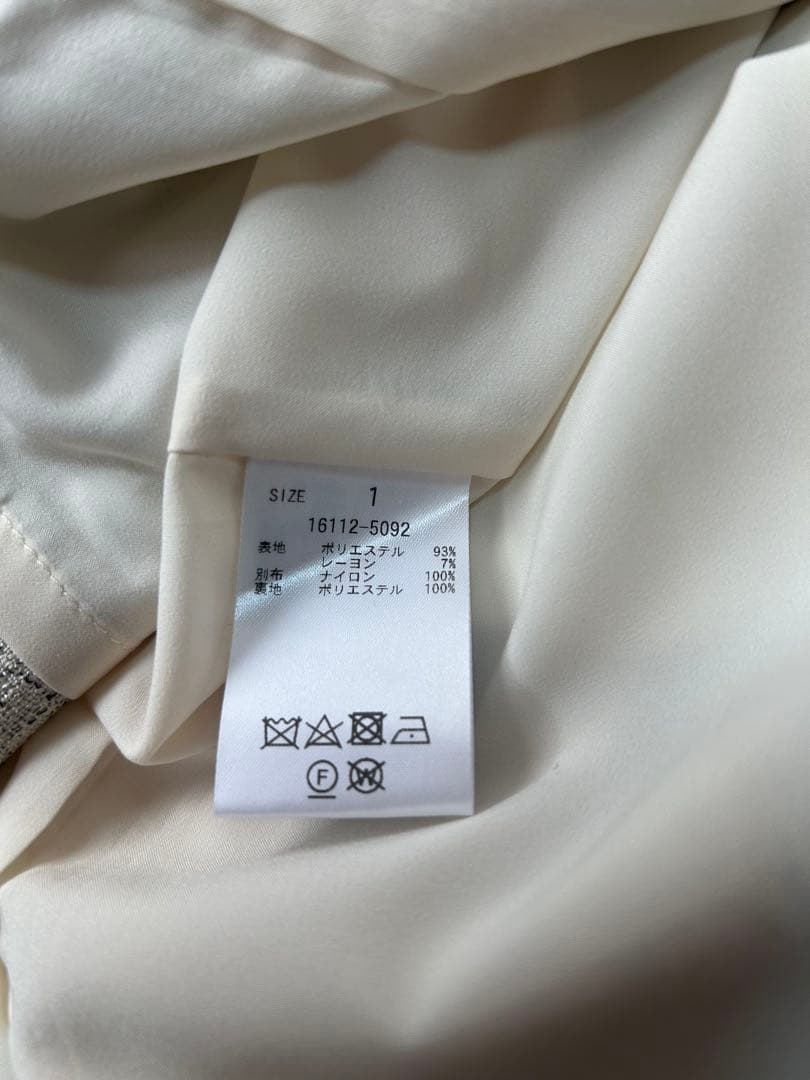 SIZE 1
16112-5092
表地 ポリエステル 93%
レーヨン 7%
別布 ナイロン 100%
裏地 ポリエステル 100%
F W